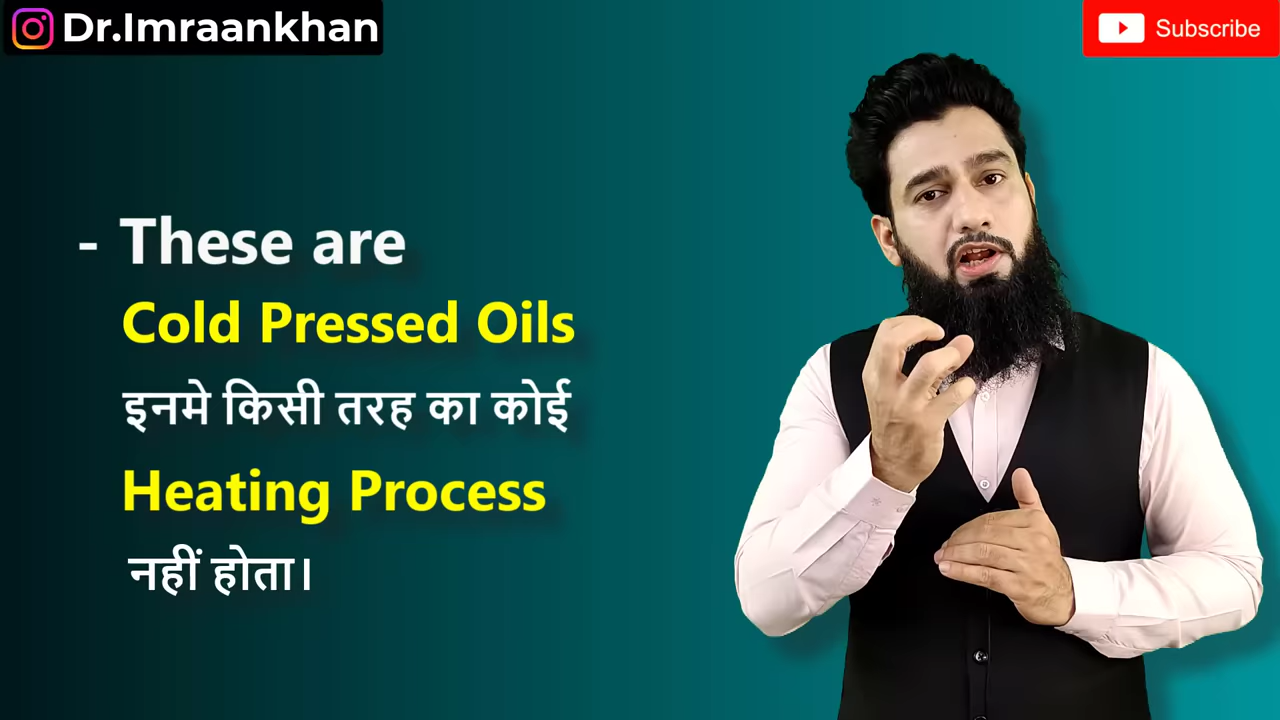 Dr.Imraankhan
Subscribe
- These are
Cold Pressed Oils
इनमे किसी तरह का कोई
Heating Process
नहीं होता।